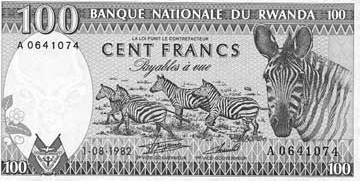 100 BANQUE NATIONALE DU RWANDA 100
LA LOI PUNIT LE CONTREFACTEUR
A 0641074
CENT FRANCS
Payables à vue
1-08-1982
A 0641074
100 100